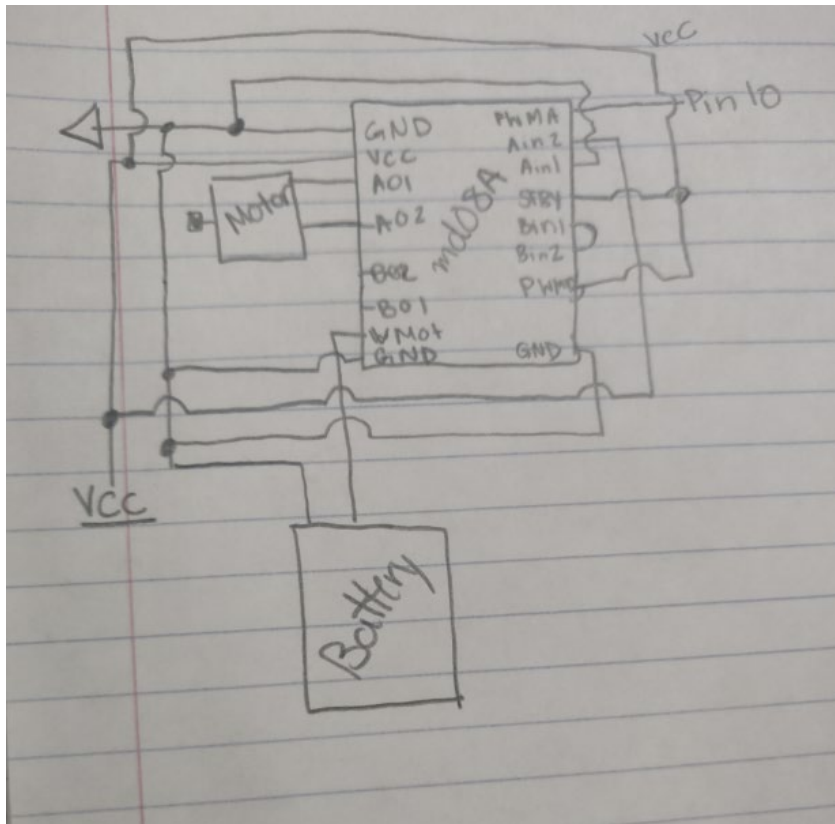 VCC
Pin 10
GND
VCC
AO1
AO2
BO2
BO1
VMot
GND
md08A
PWMA
Ain2
Ain1
STBY
Bin1
Bin2
GND
Motor
VCC
Battery